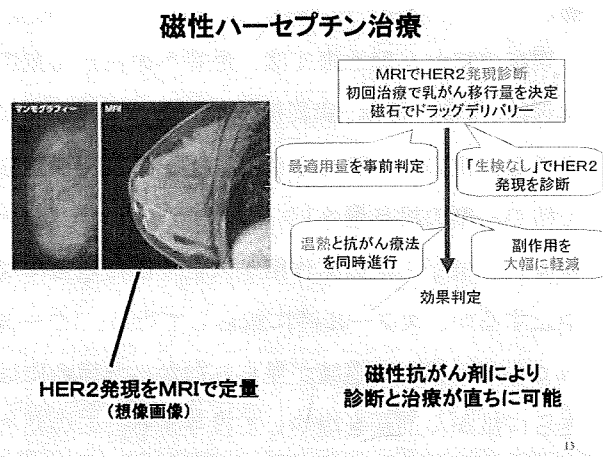 磁性ハーセプチン治療
マンモグラフィー
MRI
HER2発現をMRIで定量
(想像画像)
MRIでHER2発現診断
初回治療で乳がん移行量を決定
磁石でドラッグデリバリー
最適用量を事前判定
「生検なし」でHER2
発現を診断
温熱と抗がん療法
を同時進行
副作用を
大幅に軽減
効果判定
磁性抗がん剤により
診断と治療が直ちに可能
13